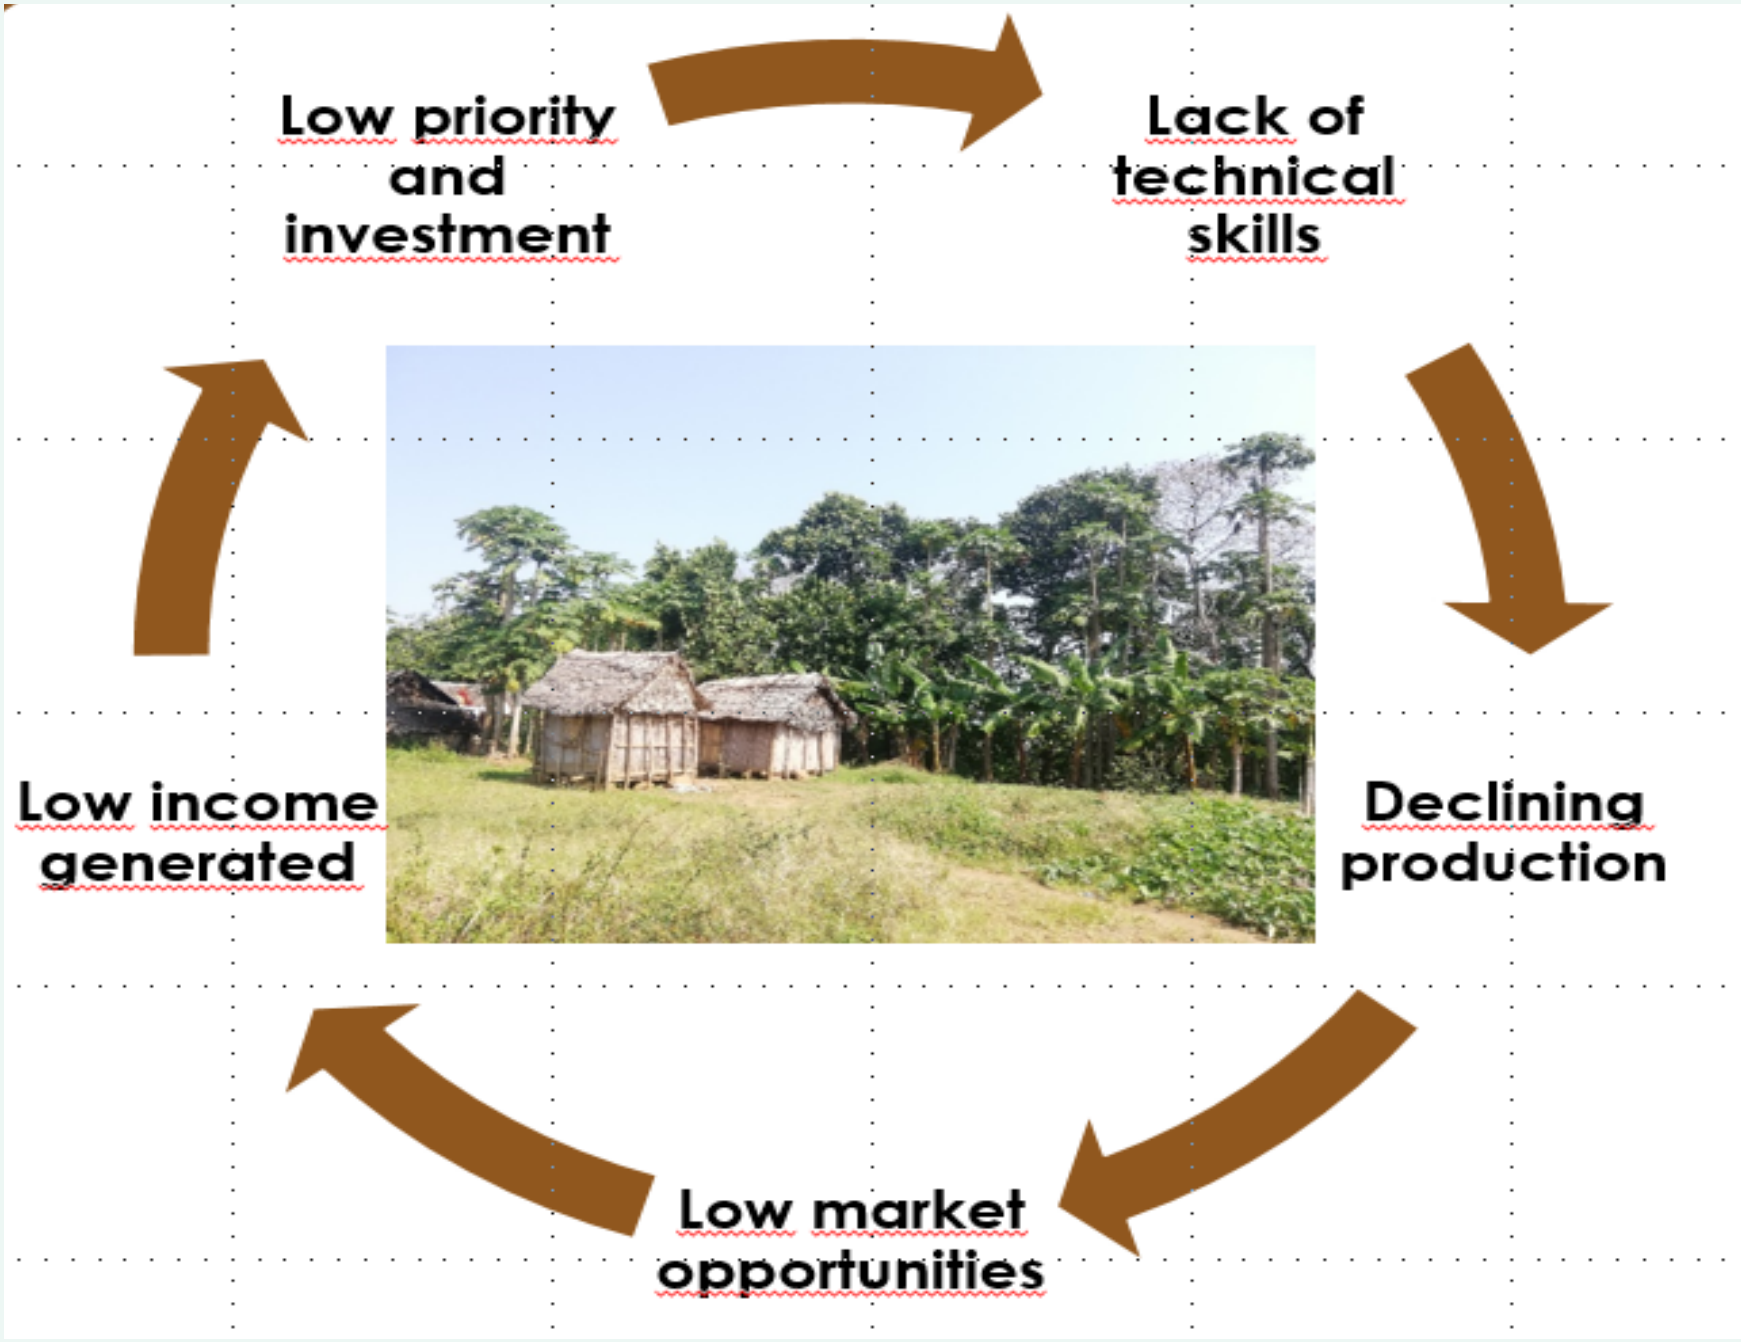 Low priority
and
investment
Lack of
technical
skills
Declining
production
Low market
opportunities
Low income
generated